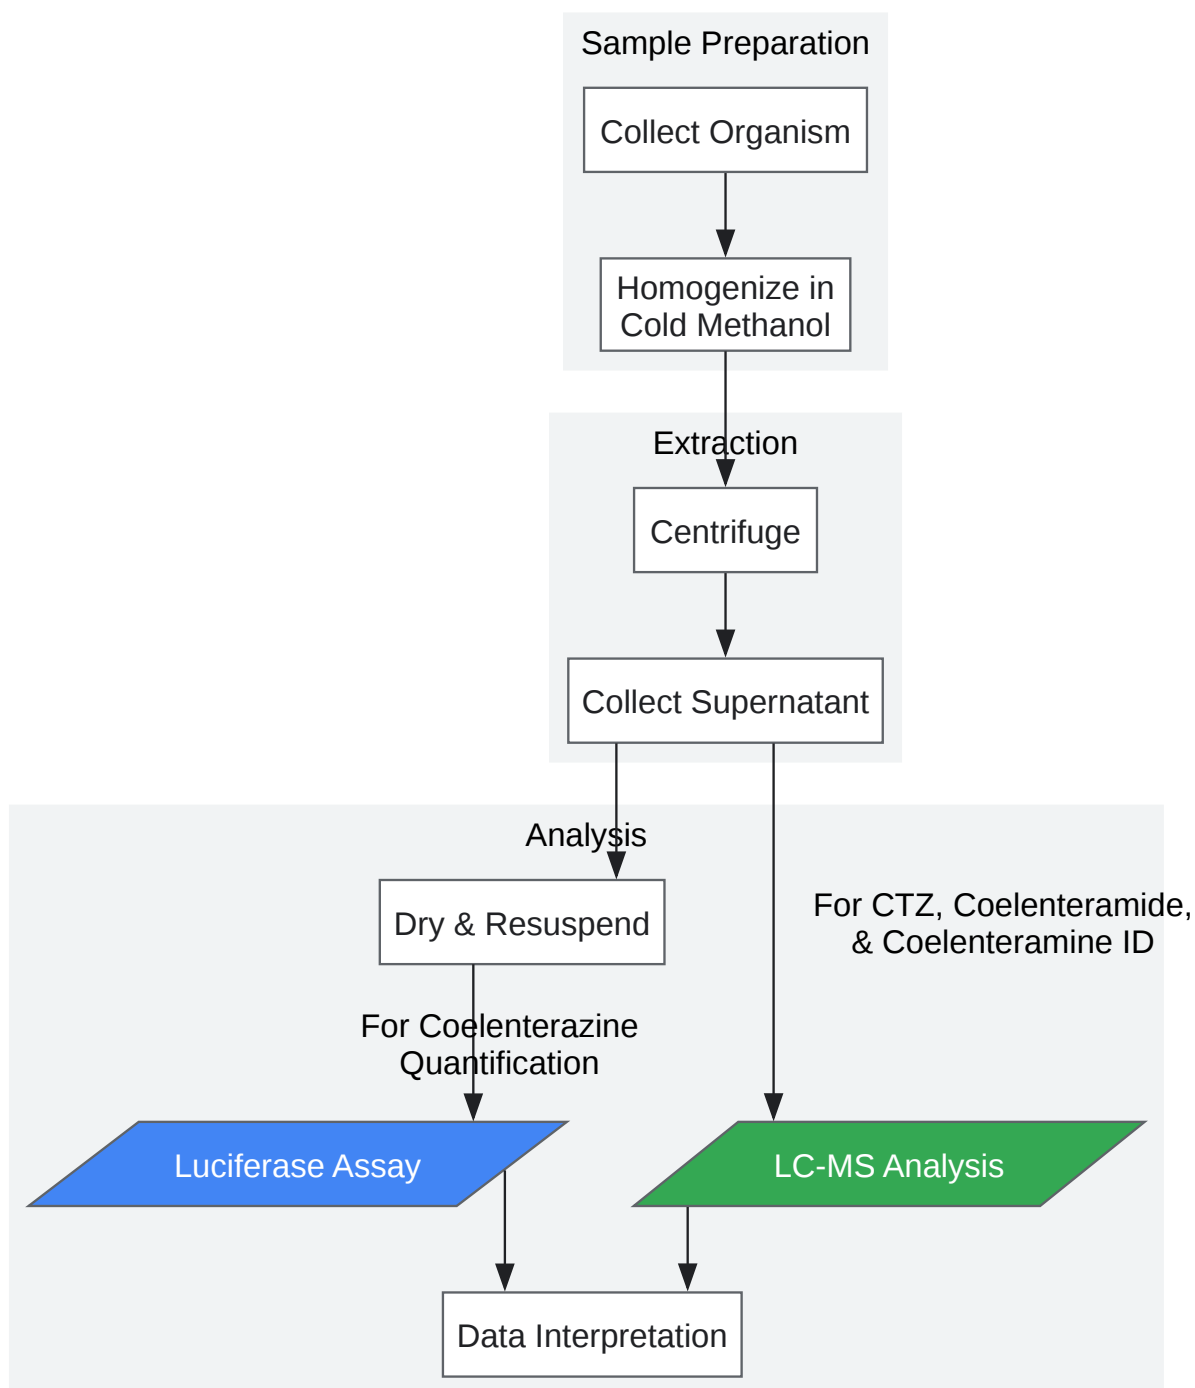 Sample Preparation
Collect Organism
Homogenize in
Cold Methanol
Extraction
Centrifuge
Collect Supernatant
Analysis
Dry & Resuspend
For CTZ, Coelenteramide,
& Coelenteramine ID
For Coelenterazine
Quantification
Luciferase Assay
LC-MS Analysis
Data Interpretation